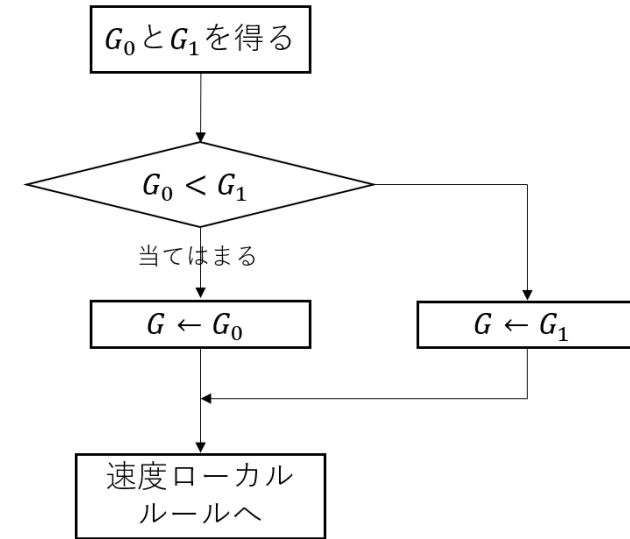 G₀とG₁を得る
G₀ < G₁
当てはまる
G ← G₀
G ← G₁
速度ローカル
ルールへ